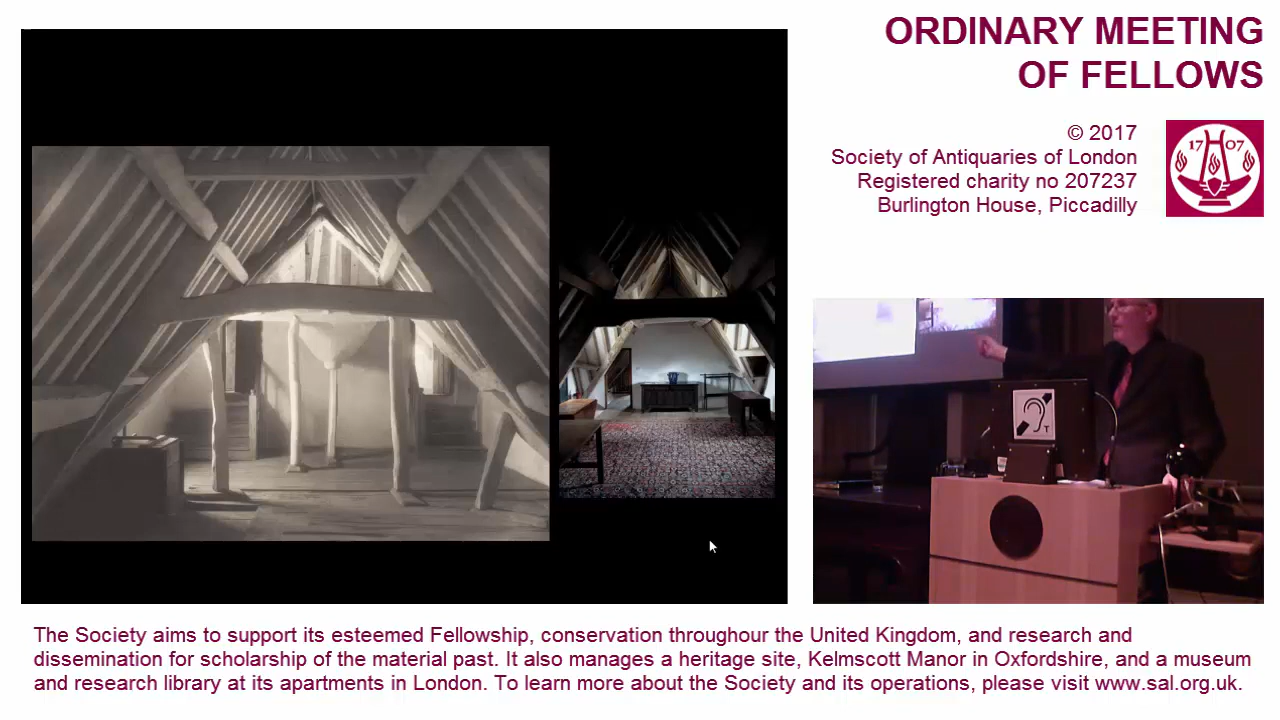 ORDINARY MEETING
OF FELLOWS
© 2017
Society of Antiquaries of London
Registered charity no 207237
Burlington House, Piccadilly
17 07
T
The Society aims to support its esteemed Fellowship, conservation throughour the United Kingdom, and research and
dissemination for scholarship of the material past. It also manages a heritage site, Kelmscott Manor in Oxfordshire, and a museum
and research library at its apartments in London. To learn more about the Society and its operations, please visit www.sal.org.uk.